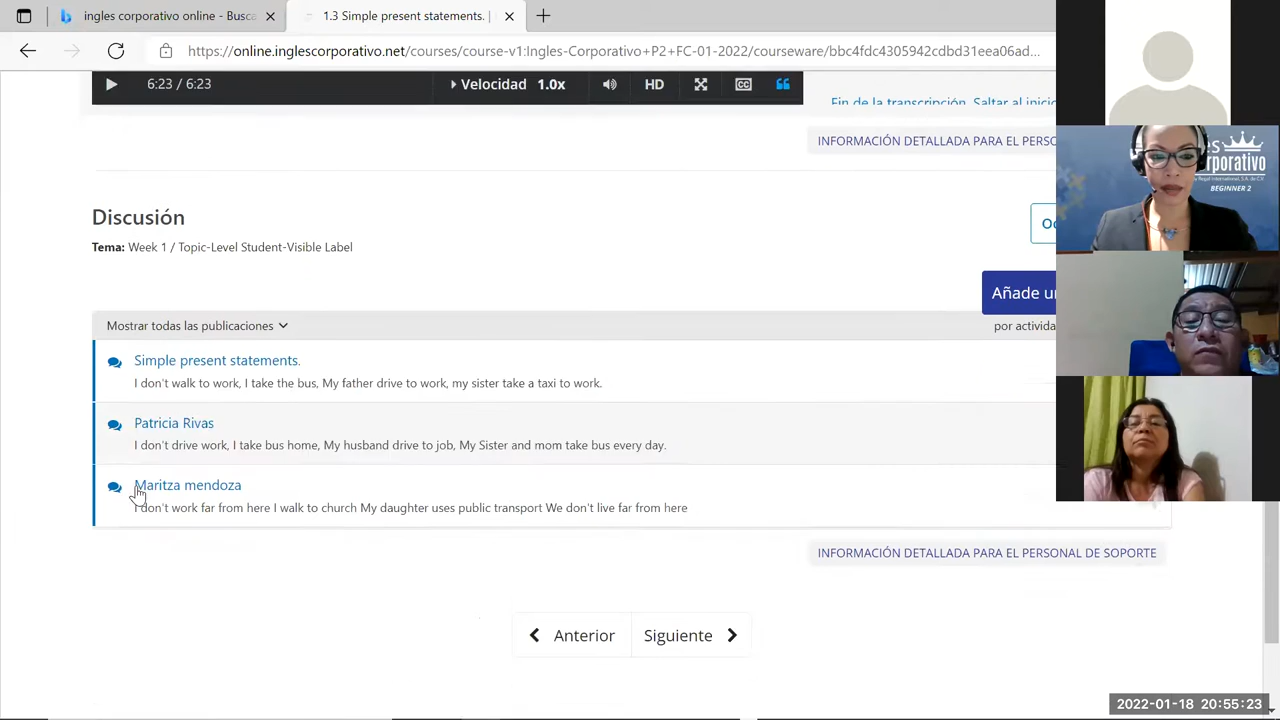 ingles corporativo online - Busca
1.3 Simple present statements. |
https://online.inglescorporativo.net/courses/course-v1:Ingles-Corporativo+P2+FC-01-2022/courseware/bbc4fdc4305942cdbd31eea06ad...
6:23 / 6:23
Velocidad 1.0x
HD
CC
Fin de la transcripción. Saltar al inicio
INFORMACIÓN DETALLADA PARA EL PERSO
orporativo
BEGINNER 2
Discusión
Oc
Tema: Week 1 / Topic-Level Student-Visible Label
Añade un
Mostrar todas las publicaciones
por activida
Simple present statements.
I don't walk to work, I take the bus, My father drive to work, my sister take a taxi to work.
Patricia Rivas
I don't drive work, I take bus home, My husband drive to job, My Sister and mom take bus every day.
Maritza mendoza
I don't work far from here I walk to church My daughter uses public transport We don't live far from here
INFORMACIÓN DETALLADA PARA EL PERSONAL DE SOPORTE
Anterior
Siguiente
2022-01-18 20:55:23